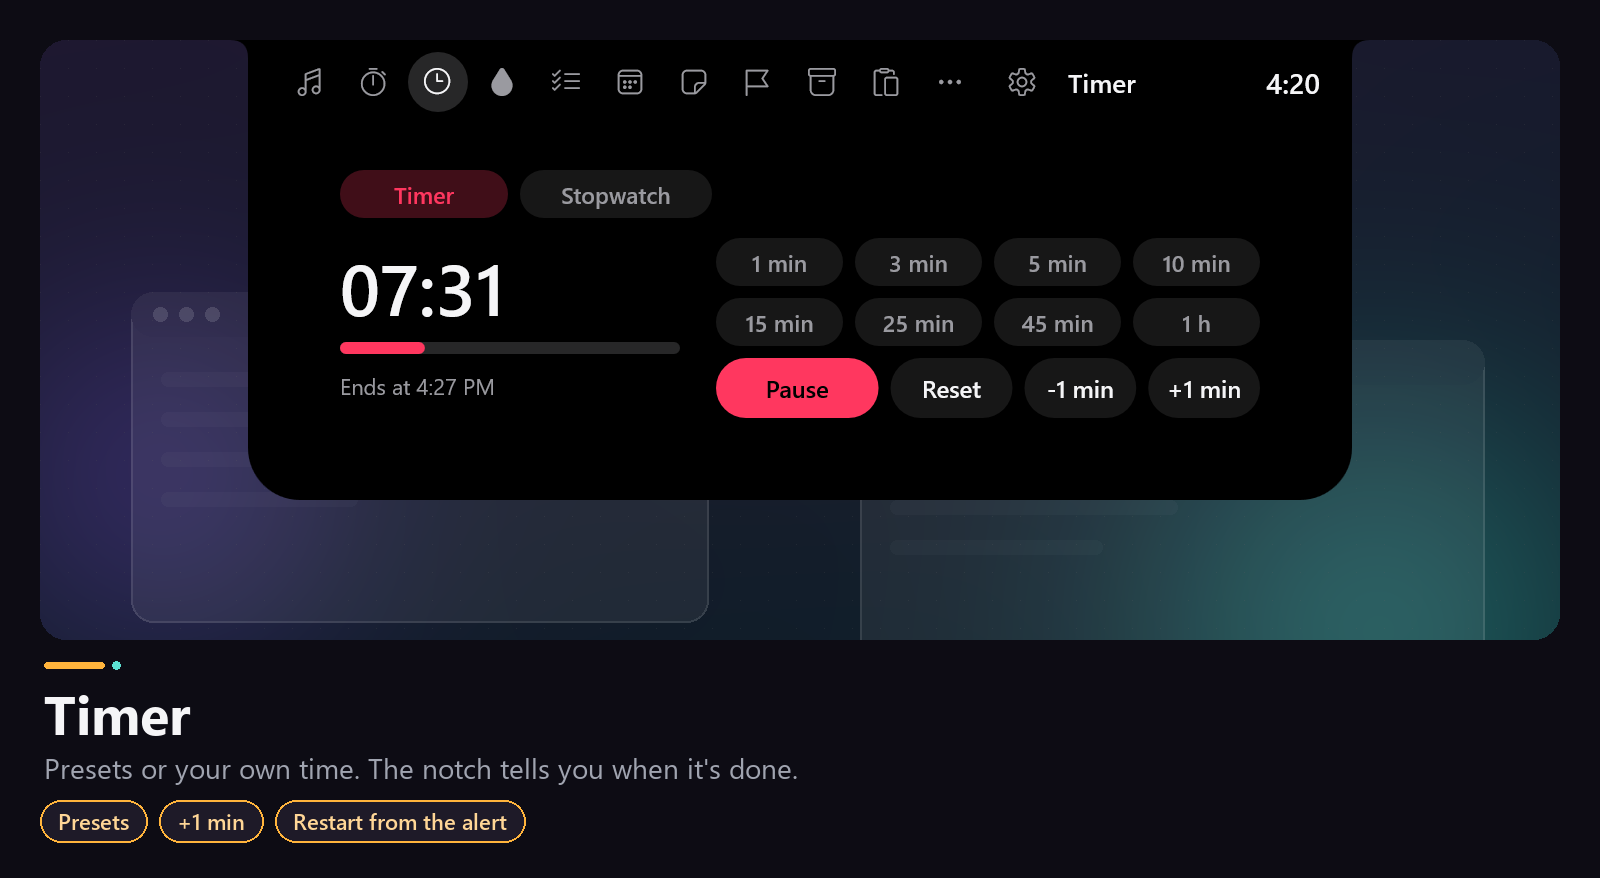 Timer 4:20
Timer Stopwatch
07:31
Ends at 4:27 PM
1 min 3 min 5 min 10 min
15 min 25 min 45 min 1 h
Pause Reset -1 min +1 min
Timer
Presets or your own time. The notch tells you when it's done.
Presets +1 min Restart from the alert